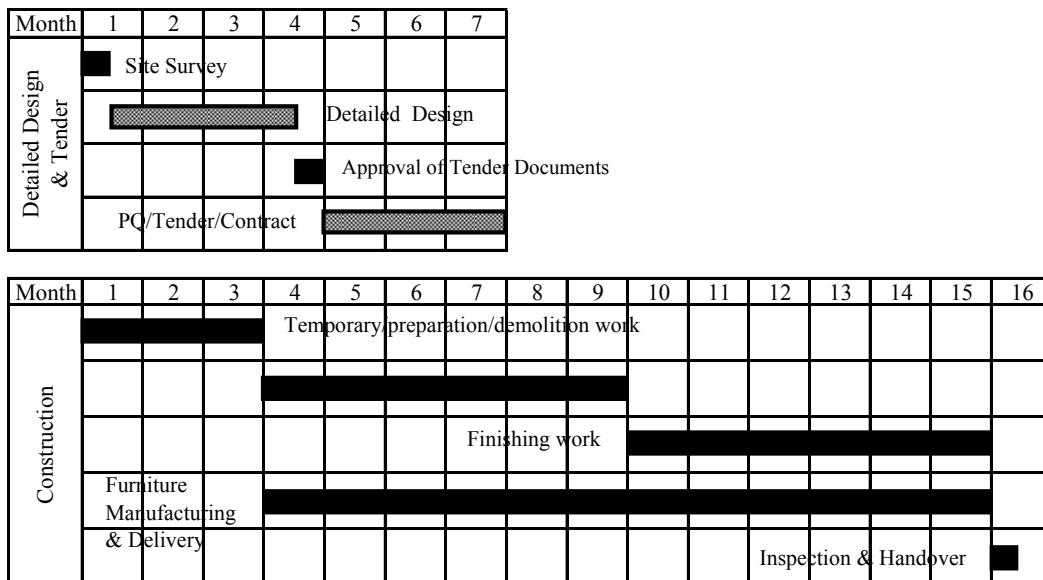 Month 1 2 3 4 5 6 7
Detailed Design
& Tender
Site Survey
Detailed Design
Approval of Tender Documents
PQ/Tender/Contract
Month 1 2 3 4 5 6 7 8 9 10 11 12 13 14 15 16
Construction
Temporary/preparation/demolition work
Finishing work
Furniture
Manufacturing
& Delivery
Inspection & Handover